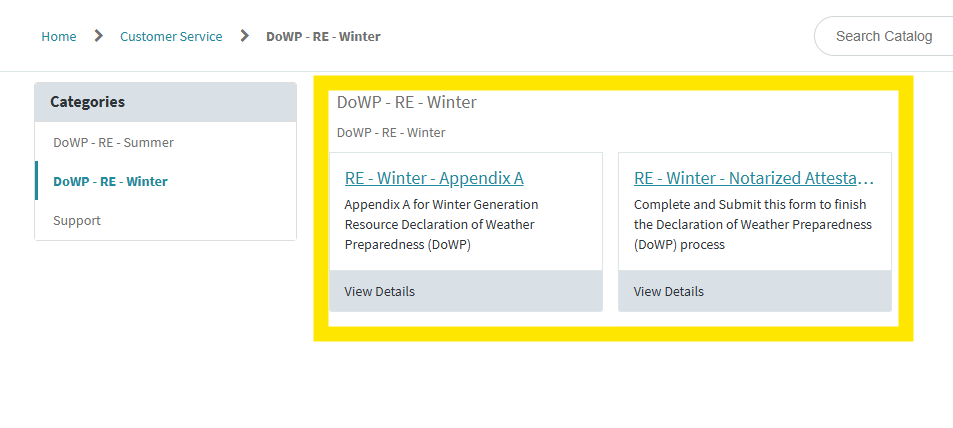 Home > Customer Service > DoWP - RE - Winter
Search Catalog
Categories
DoWP - RE - Summer
DoWP - RE - Winter
Support
DoWP - RE - Winter
DoWP - RE - Winter
RE - Winter - Appendix A
Appendix A for Winter Generation
Resource Declaration of Weather
Preparedness (DoWP)
View Details
RE - Winter - Notarized Attesta...
Complete and Submit this form to finish
the Declaration of Weather Preparedness
(DoWP) process
View Details